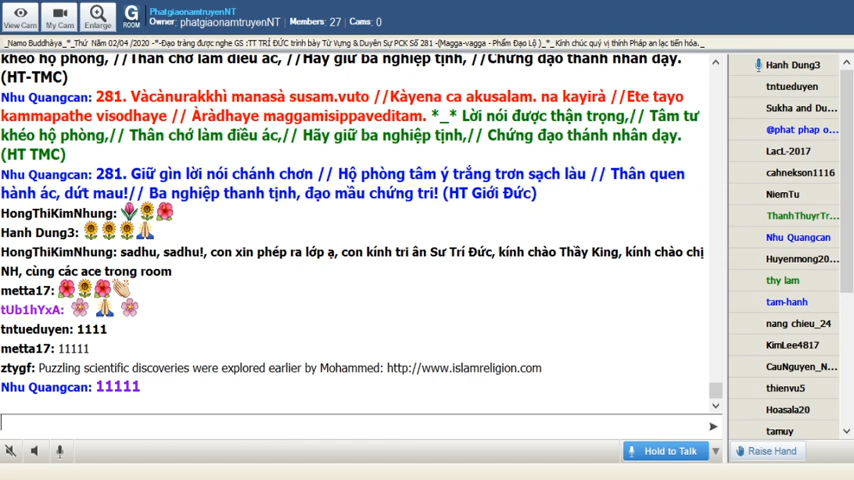 PhatgiaonamtruyenNT
Owner: phatgiaonamtruyenNT | Members: 27 | Cams: 0
View Cam
My Cam
Enlarge
G
ROOM
_Namo Buddhàya_*_Thứ Năm 02/04 /2020 -*-Đạo tràng được nghe GS :TT TRÍ ĐỨC trình bày Từ Vựng & Duyên Sự PCK Số 281 -(Magga-vagga - Phẩm Đạo Lộ )_*_ Kính chúc quý vị thính Pháp an lạc tiến hóa._
khéo hộ phòng, //Thân chớ làm điều ác, //Hãy giữ ba nghiệp tịnh, //Chứng đạo thánh nhân dạy.
(HT-TMC)
Nhu Quangcan: 281. Vàcànurakkhì manasà susam.vuto //Kàyena ca akusalam. na kayirà //Ete tayo
kammapathe visodhaye // Àràdhaye maggamisippaveditam. *_* Lời nói được thận trọng,// Tâm tư
khéo hộ phòng,// Thân chớ làm điều ác,// Hãy giữ ba nghiệp tịnh,// Chứng đạo thánh nhân dạy.
(HT TMC)
Nhu Quangcan: 281. Giữ gìn lời nói chánh chơn // Hộ phòng tâm ý trắng trơn sạch làu // Thân quen
hành ác, dứt mau!// Ba nghiệp thanh tịnh, đạo mầu chứng tri! (HT Giới Đức)
HongThiKimNhung:
Hanh Dung3:
HongThiKimNhung: sadhu, sadhu!, con xin phép ra lớp ạ, con kính tri ân Sư Trí Đức, kính chào Thầy King, kính chào chị
NH, cùng các ace trong room
metta17:
tUb1hYxA:
tntueduyen: 1111
metta17: 11111
ztygf: Puzzling scientific discoveries were explored earlier by Mohammed: http://www.islamreligion.com
Nhu Quangcan: 11111
Hold to Talk
Hanh Dung3
tntueduyen
Sukha and Du...
@phat phap o...
LacL-2017
cahnekson1116
NiemTu
ThanhThuyrTr...
Nhu Quangcan
Huyenmong20...
thy lam
tam-hanh
nang chieu_24
KimLee4817
CauNguyen_N...
thienvu5
Hoasala20
tamuy
Raise Hand